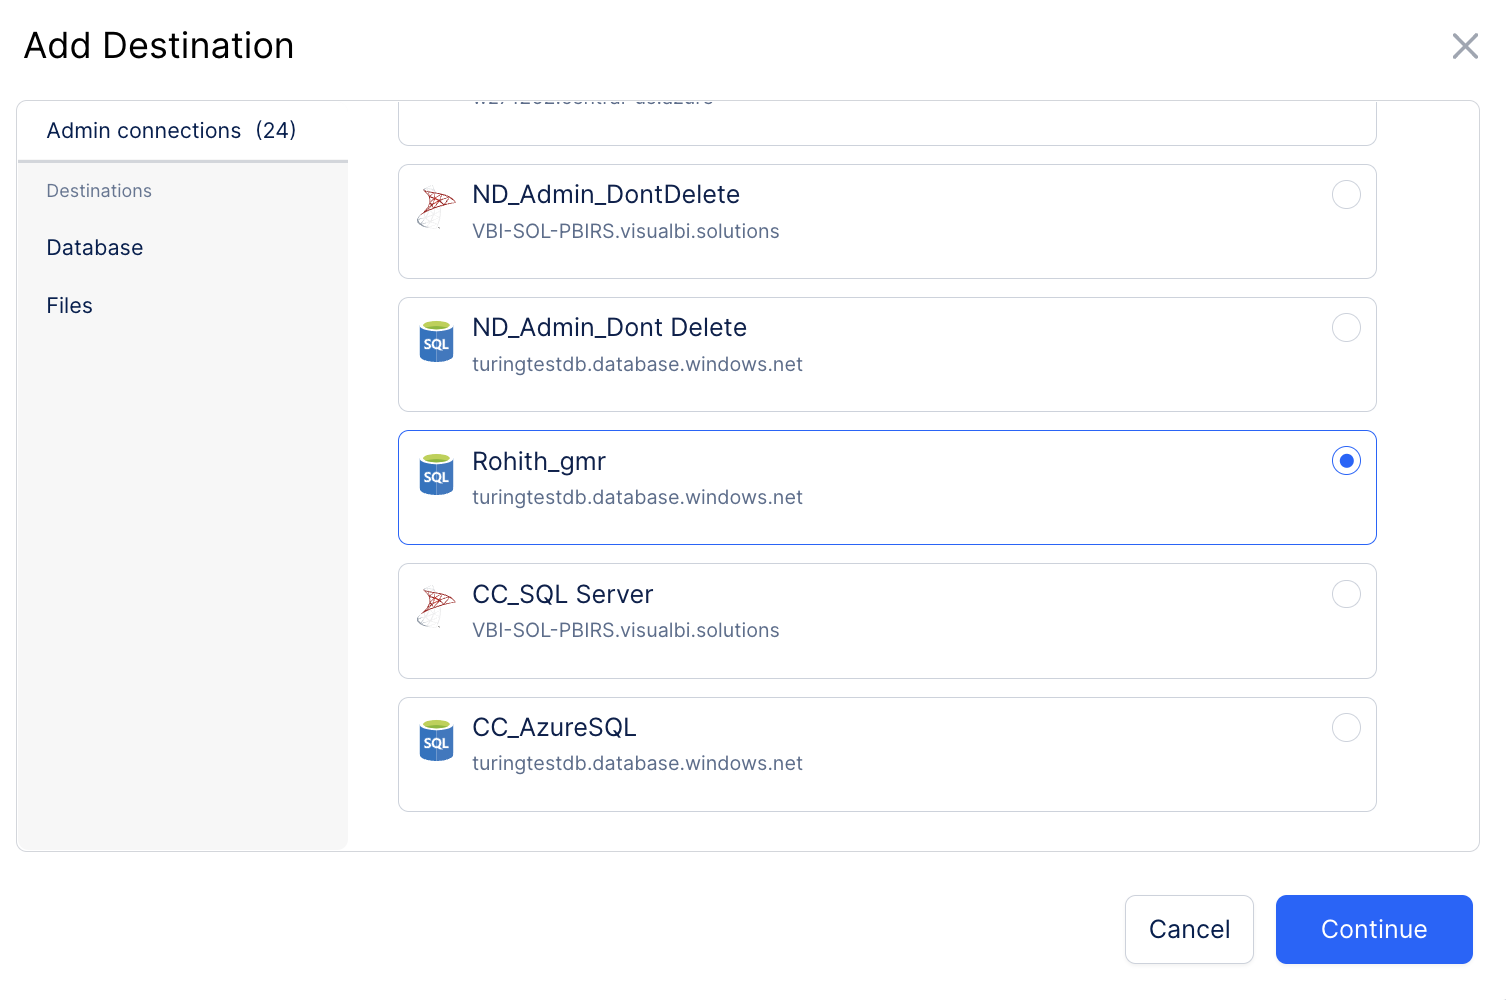 Add Destination
Admin connections (24)
Destinations
Database
Files
ND_Admin_DontDelete
VBI-SOL-PBIRS.visualbi.solutions
SQL
ND_Admin_Dont Delete
turingtestdb.database.windows.net
SQL
Rohith_gmr
turingtestdb.database.windows.net
CC_SQL Server
VBI-SOL-PBIRS.visualbi.solutions
SQL
CC_AzureSQL
turingtestdb.database.windows.net
Cancel
Continue